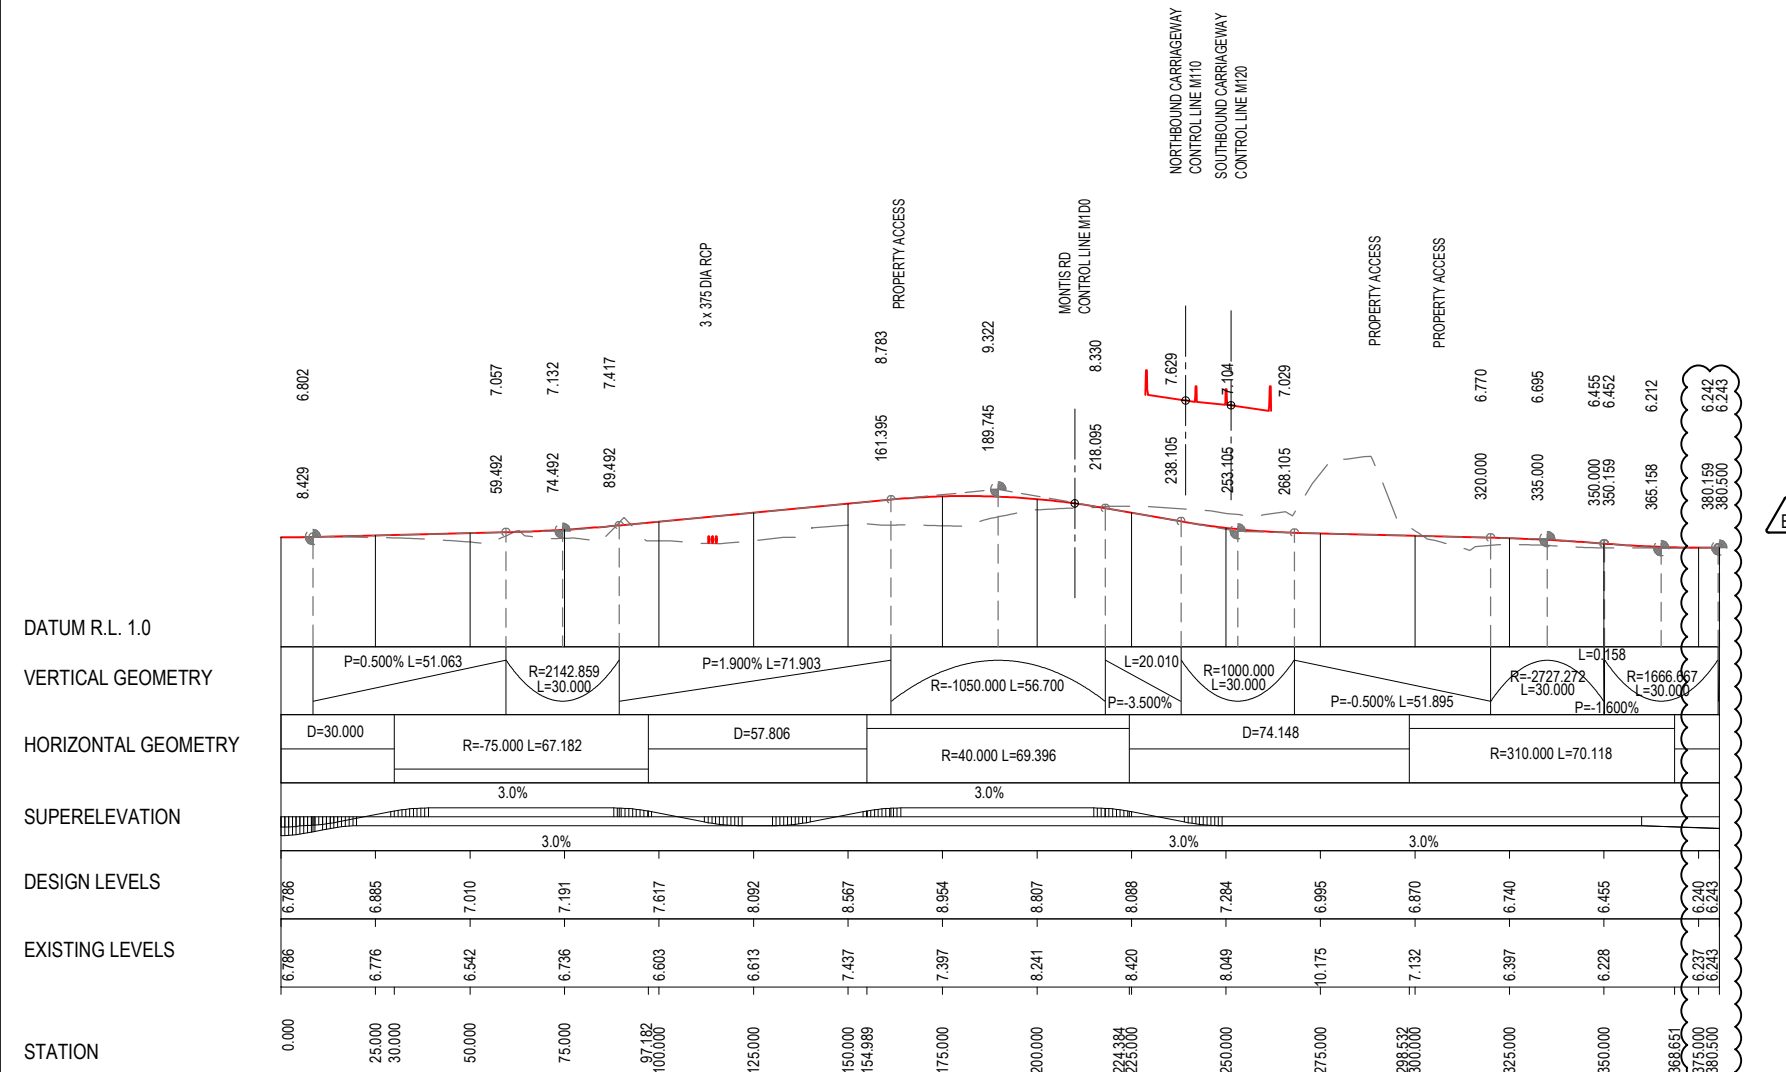 NORTHBOUND CARRIAGEWAY
CONTROL LINE M110
SOUTHBOUND CARRIAGEWAY
CONTROL LINE M120
3 x 375 DIA RCP
PROPERTY ACCESS
MONTIS RD
CONTROL LINE M1D0
PROPERTY ACCESS
PROPERTY ACCESS
6.802 7.057 7.132 7.417 8.783 9.322 8.330 7.629 7.104 7.029 6.770 6.695 6.455 6.452 6.212 6.242 6.243
8.429 59.492 74.492 89.492 161.395 189.745 218.095 238.105 253.105 268.105 320.000 335.000 350.000 350.159 365.158 380.159 380.500
DATUM R.L. 1.0
VERTICAL GEOMETRY
P=0.500% L=51.063
R=2142.859
L=30.000
P=1.900% L=71.903
R=-1050.000 L=56.700
L=20.010
P=-3.500%
R=1000.000
L=30.000
P=-0.500% L=51.895
R=-2727.272
L=30.000
L=0.158
P=-1.600%
R=1666.667
L=30.000
HORIZONTAL GEOMETRY
D=30.000
R=-75.000 L=67.182
D=57.806
R=40.000 L=69.396
D=74.148
R=310.000 L=70.118
SUPERELEVATION
3.0% 3.0%
3.0% 3.0% 3.0%
DESIGN LEVELS
6.786 6.885 7.010 7.191 7.617 8.092 8.567 8.954 8.807 8.088 7.284 6.995 6.870 6.740 6.455 6.240 6.243
EXISTING LEVELS
6.786 6.776 6.542 6.736 6.603 6.613 7.437 7.397 8.241 8.420 8.049 10.175 7.132 6.397 6.228 6.237 6.243
STATION
0.000 25.000 30.000 50.000 75.000 97.182 100.000 125.000 150.000 154.989 175.000 200.000 224.384 225.000 250.000 275.000 298.532 300.000 325.000 350.000 368.651 375.000 380.500